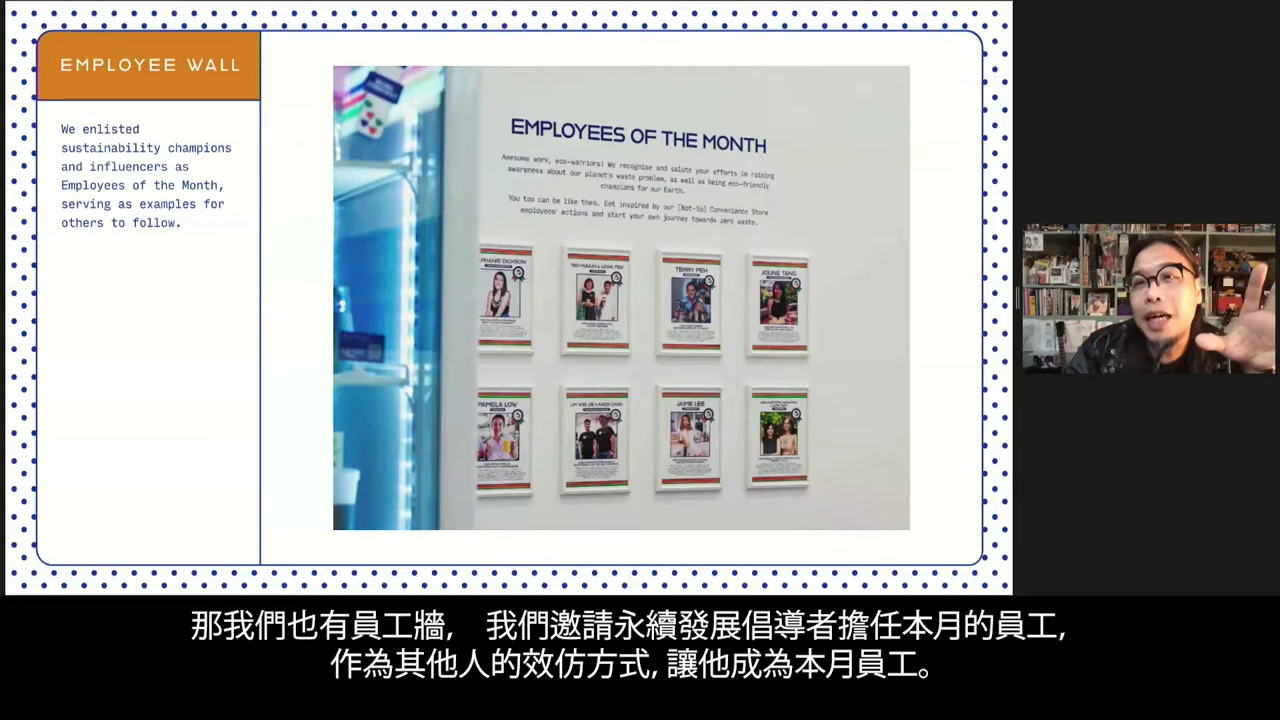 EMPLOYEE WALL
We enlisted
sustainability champions
and influencers as
Employees of the Month,
serving as examples for
others to follow.
EMPLOYEES OF THE MONTH
Awesome work, eco-warriors! We recognise and salute your efforts in raising
awareness about our planet's waste problem, as well as being eco-friendly
champions for our Earth.
You too can be like them. Get inspired by our (Not-So) Convenience Store
employees' actions and start your own journey towards zero waste.
PHANIE DICKSON
TERRY PEH
JOLINE TANG
PAMELA LOW
JAIME LEE
那我們也有員工牆, 我們邀請永續發展倡導者擔任本月的員工,
作為其他人的效仿方式, 讓他成為本月員工。